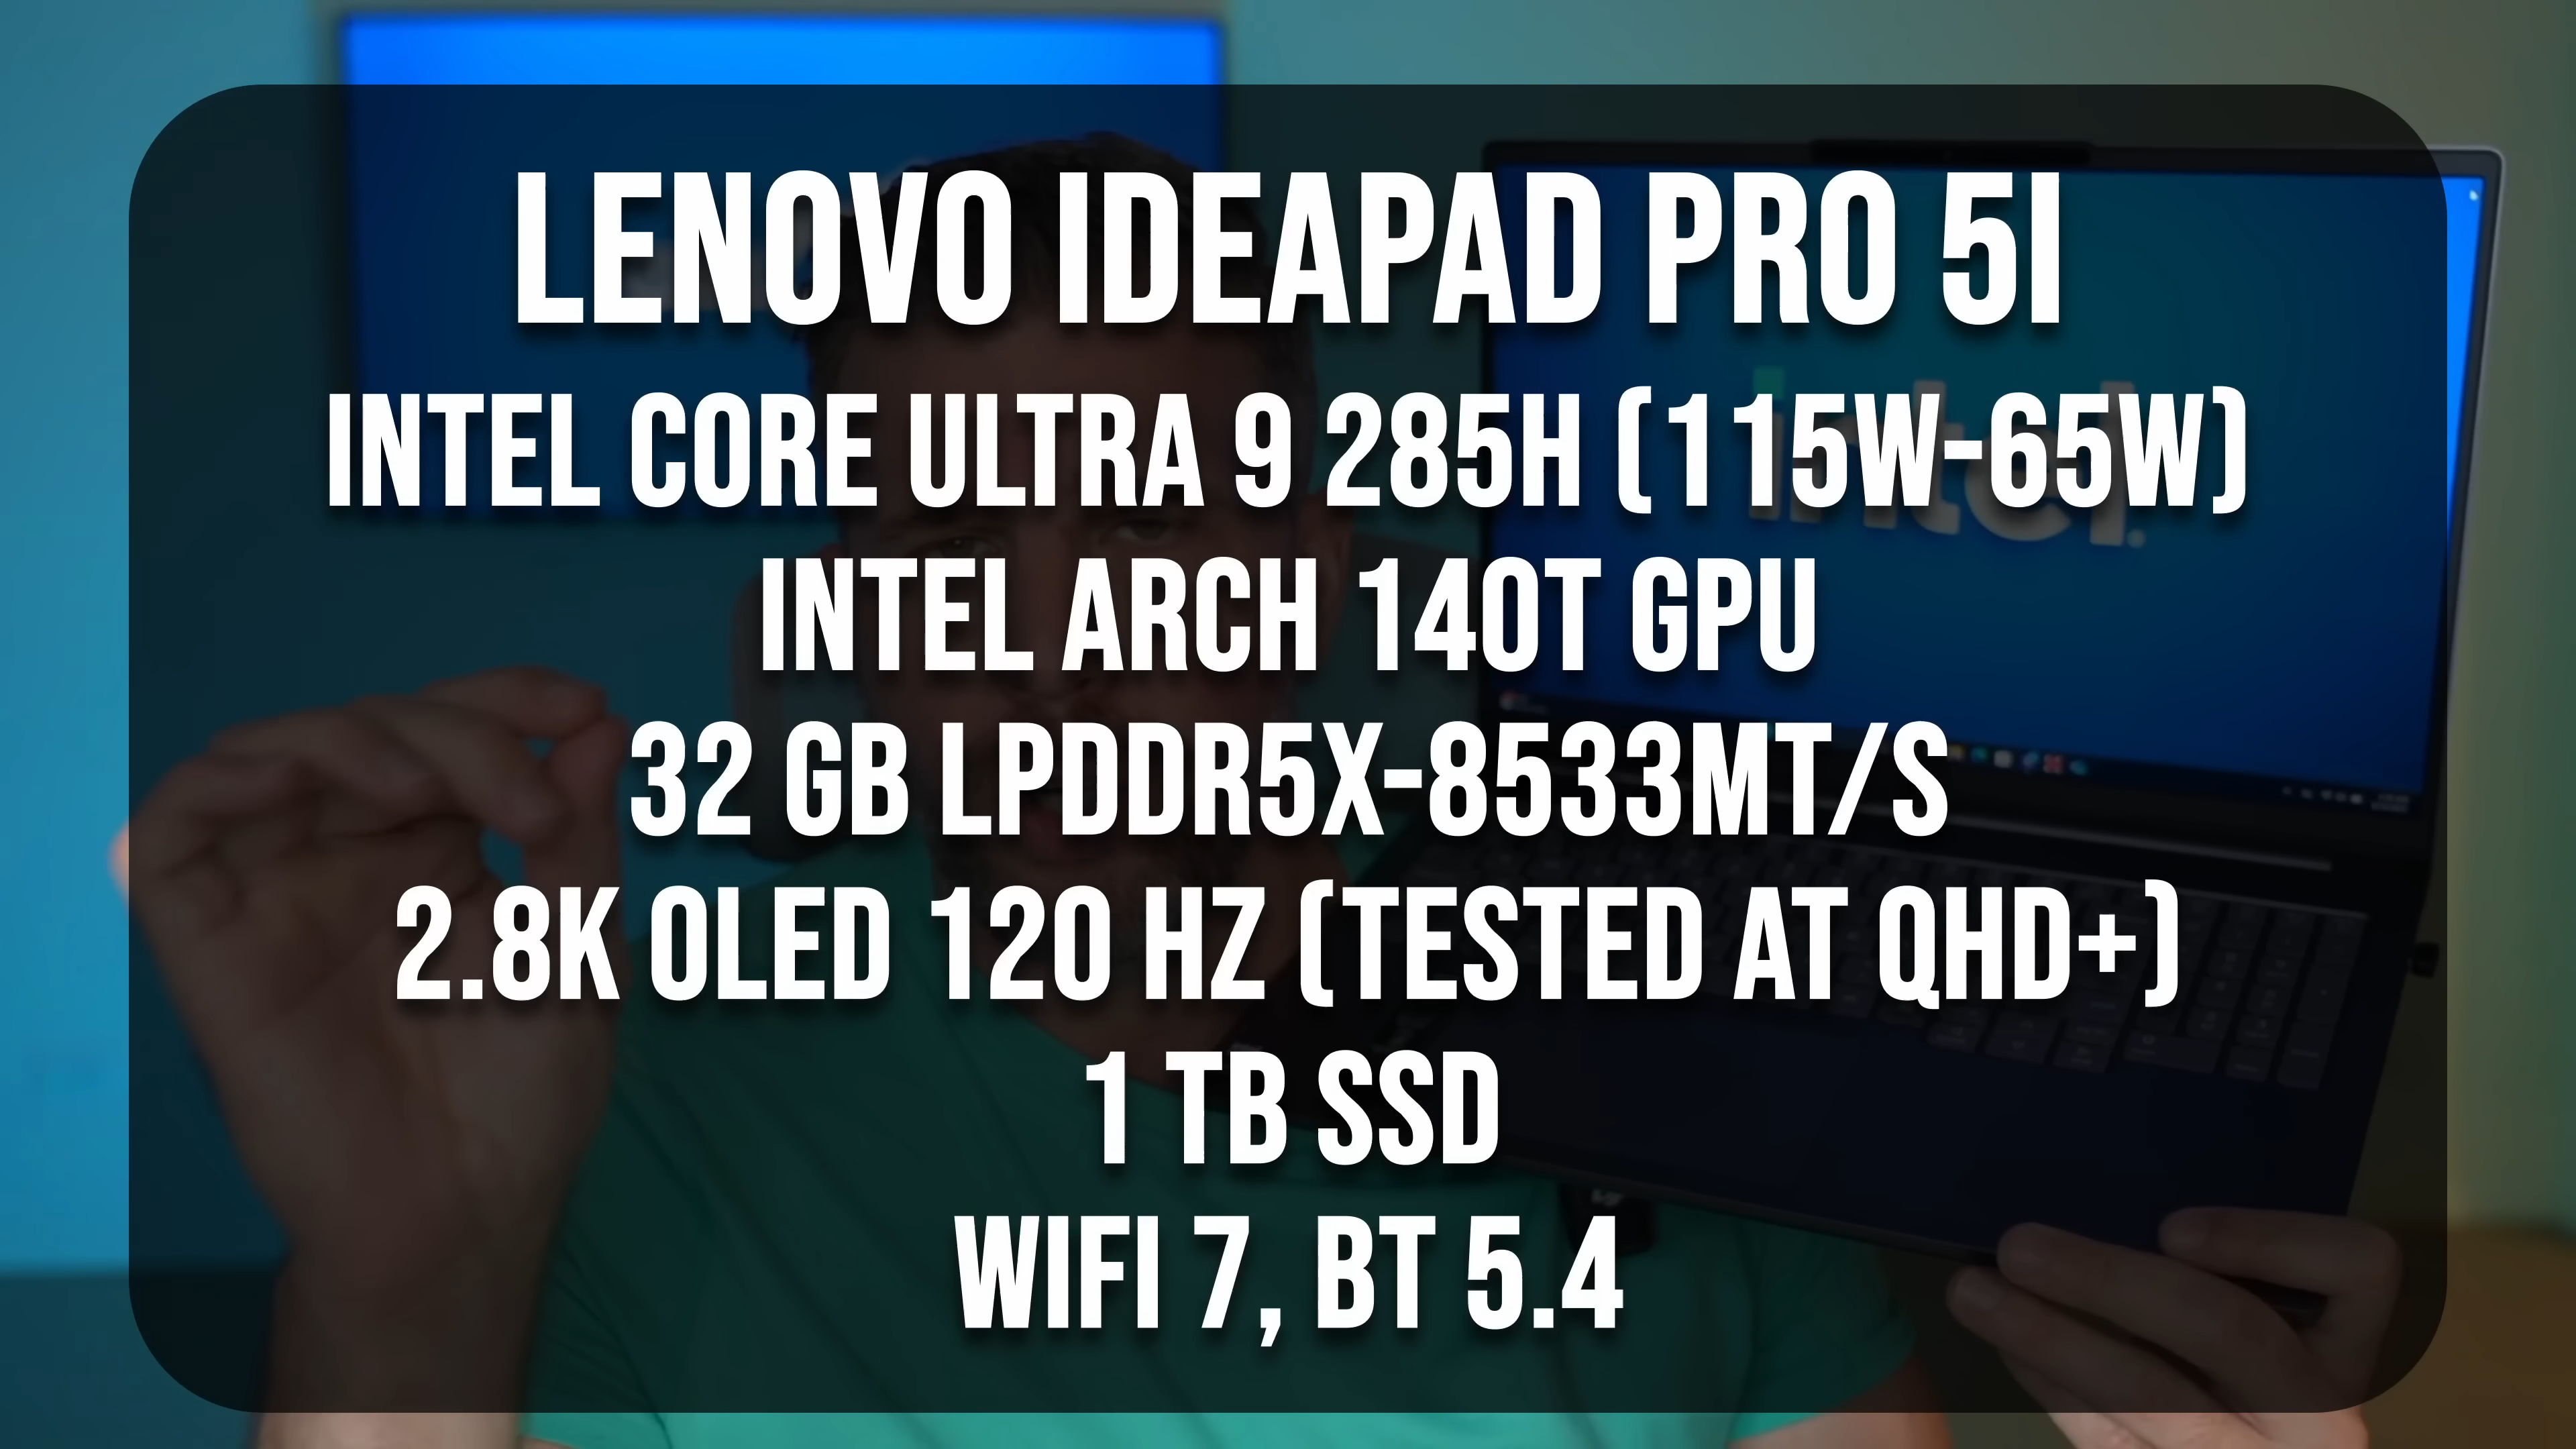 LENOVO IDEAPAD PRO 5I
INTEL CORE ULTRA 9 285H (115W-65W)
INTEL ARCH 140T GPU
32 GB LPDDR5X-8533MT/S
2.8K OLED 120 HZ (TESTED AT QHD+)
1 TB SSD
WIFI 7, BT 5.4
intel.